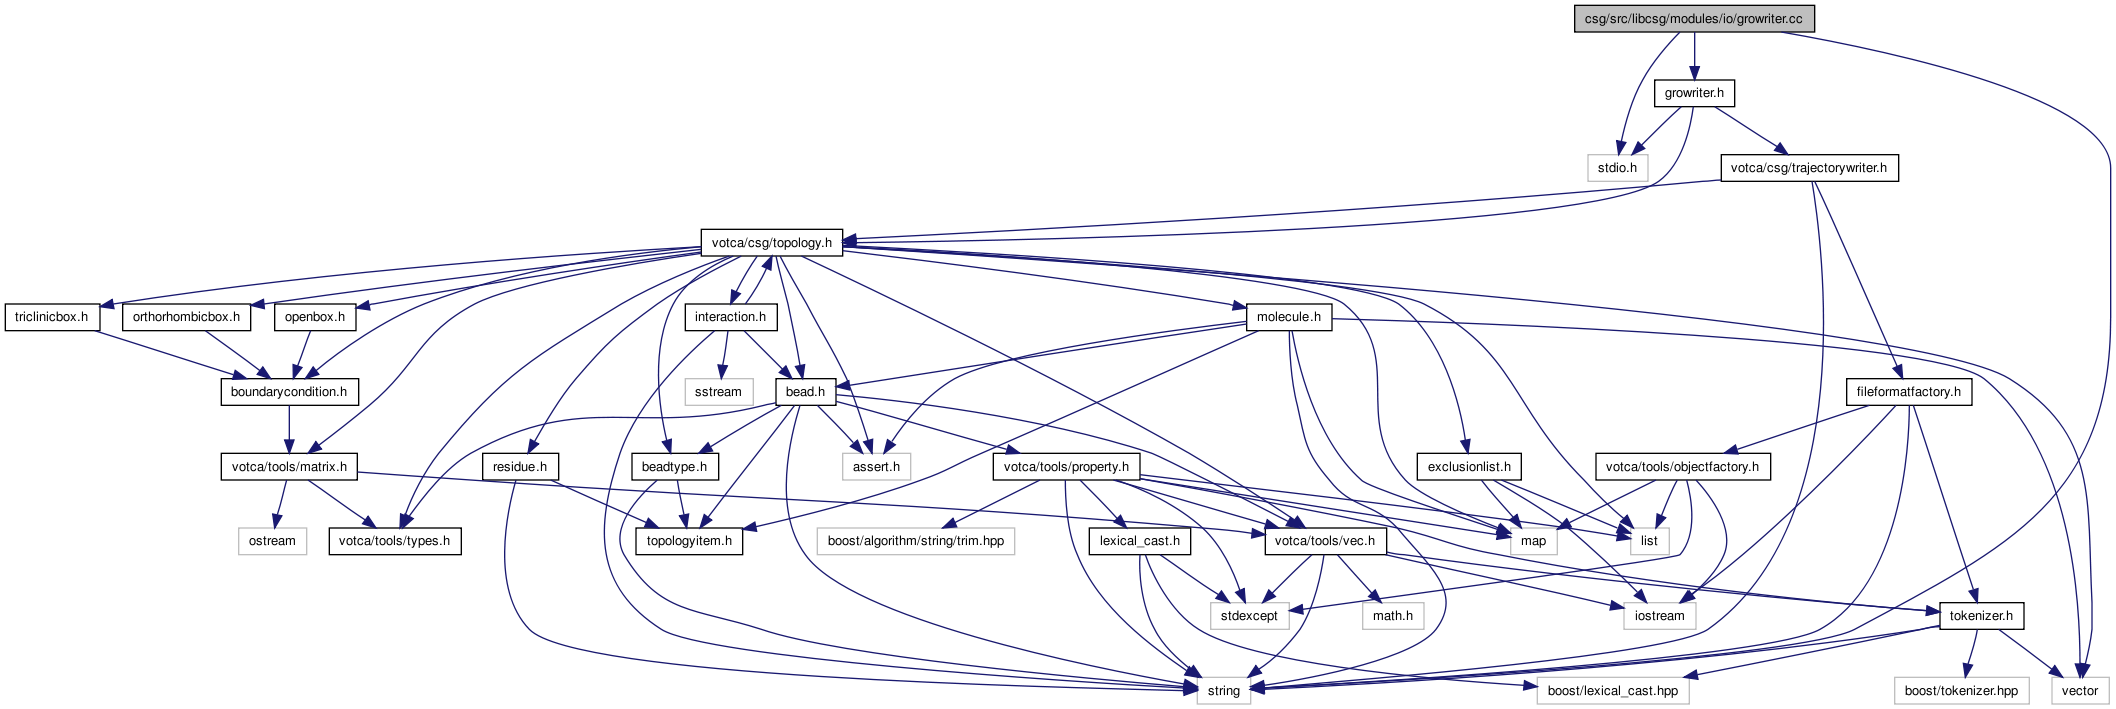 csg/src/libcsg/modules/io/growriter.cc
growriter.h
stdio.h
votca/csg/trajectorywriter.h
votca/csg/topology.h
triclinicbox.h
orthorhombicbox.h
openbox.h
interaction.h
molecule.h
boundarycondition.h
sstream
bead.h
fileformatfactory.h
votca/tools/matrix.h
residue.h
beadtype.h
assert.h
votca/tools/property.h
exclusionlist.h
votca/tools/objectfactory.h
ostream
votca/tools/types.h
topologyitem.h
boost/algorithm/string/trim.hpp
lexical_cast.h
votca/tools/vec.h
map
list
stdexcept
math.h
iostream
tokenizer.h
string
boost/lexical_cast.hpp
boost/tokenizer.hpp
vector